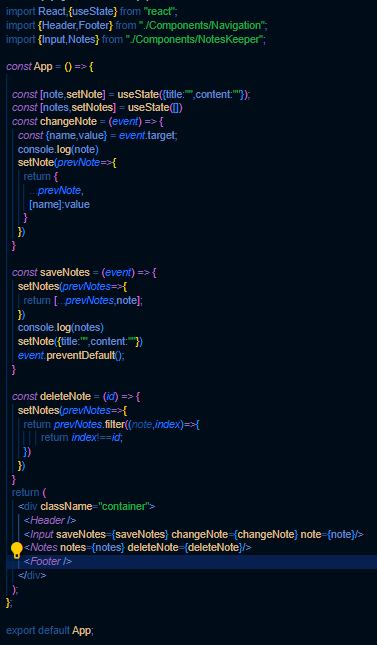 import React,{useState} from "react";
import {Header,Footer} from "./Components/Navigation";
import {Input,Notes} from "./Components/NotesKeeper";
const App = () => {
const [note,setNote] = useState({title:"",content:""});
const [notes,setNotes] = useState([])
const changeNote = (event) => {
const {name,value} = event.target;
console.log(note)
setNote(prevNote=>{
return {
...prevNote,
[name]:value
}
})
}
const saveNotes = (event) => {
setNotes(prevNotes=>{
return [...prevNotes,note];
})
console.log(notes)
setNote({title:"",content:""})
event.preventDefault();
}
const deleteNote = (id) => {
setNotes(prevNotes=>{
return prevNotes.filter((note,index)=>{
return index!==id;
})
})
}
return (
<div className="container">
<Header />
<Input saveNotes={saveNotes} changeNote={changeNote} note={note}/>
<Notes notes={notes} deleteNote={deleteNote}/>
<Footer />
</div>
);
};
export default App;